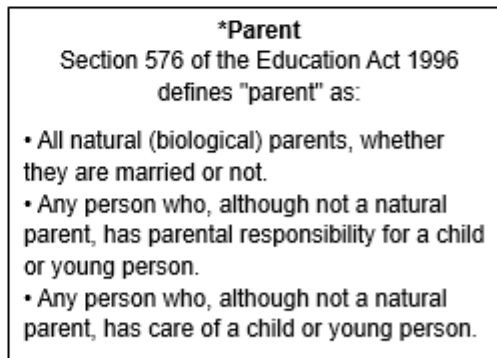 *Parent
Section 576 of the Education Act 1996
defines "parent" as:
• All natural (biological) parents, whether
they are married or not.
• Any person who, although not a natural
parent, has parental responsibility for a child
or young person.
• Any person who, although not a natural
parent, has care of a child or young person.